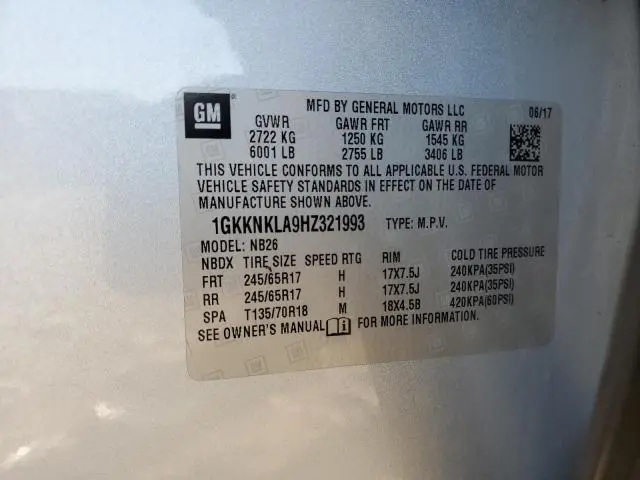 GM
MFD BY GENERAL MOTORS LLC 06/17
GVWR GAWR FRT GAWR RR
2722 KG 1250 KG 1545 KG
6001 LB 2755 LB 3406 LB
THIS VEHICLE CONFORMS TO ALL APPLICABLE U.S. FEDERAL MOTOR
VEHICLE SAFETY STANDARDS IN EFFECT ON THE DATE OF
MANUFACTURE SHOWN ABOVE.
1GKKNKLA9HZ321993 TYPE: M.P.V.
MODEL: NB26
NBDX TIRE SIZE SPEED RTG RIM COLD TIRE PRESSURE
FRT 245/65R17 H 17X7.5J 240KPA(35PSI)
RR 245/65R17 H 17X7.5J 240KPA(35PSI)
SPA T135/70R18 M 18X4.5B 420KPA(60PSI)
SEE OWNER'S MANUAL FOR MORE INFORMATION.